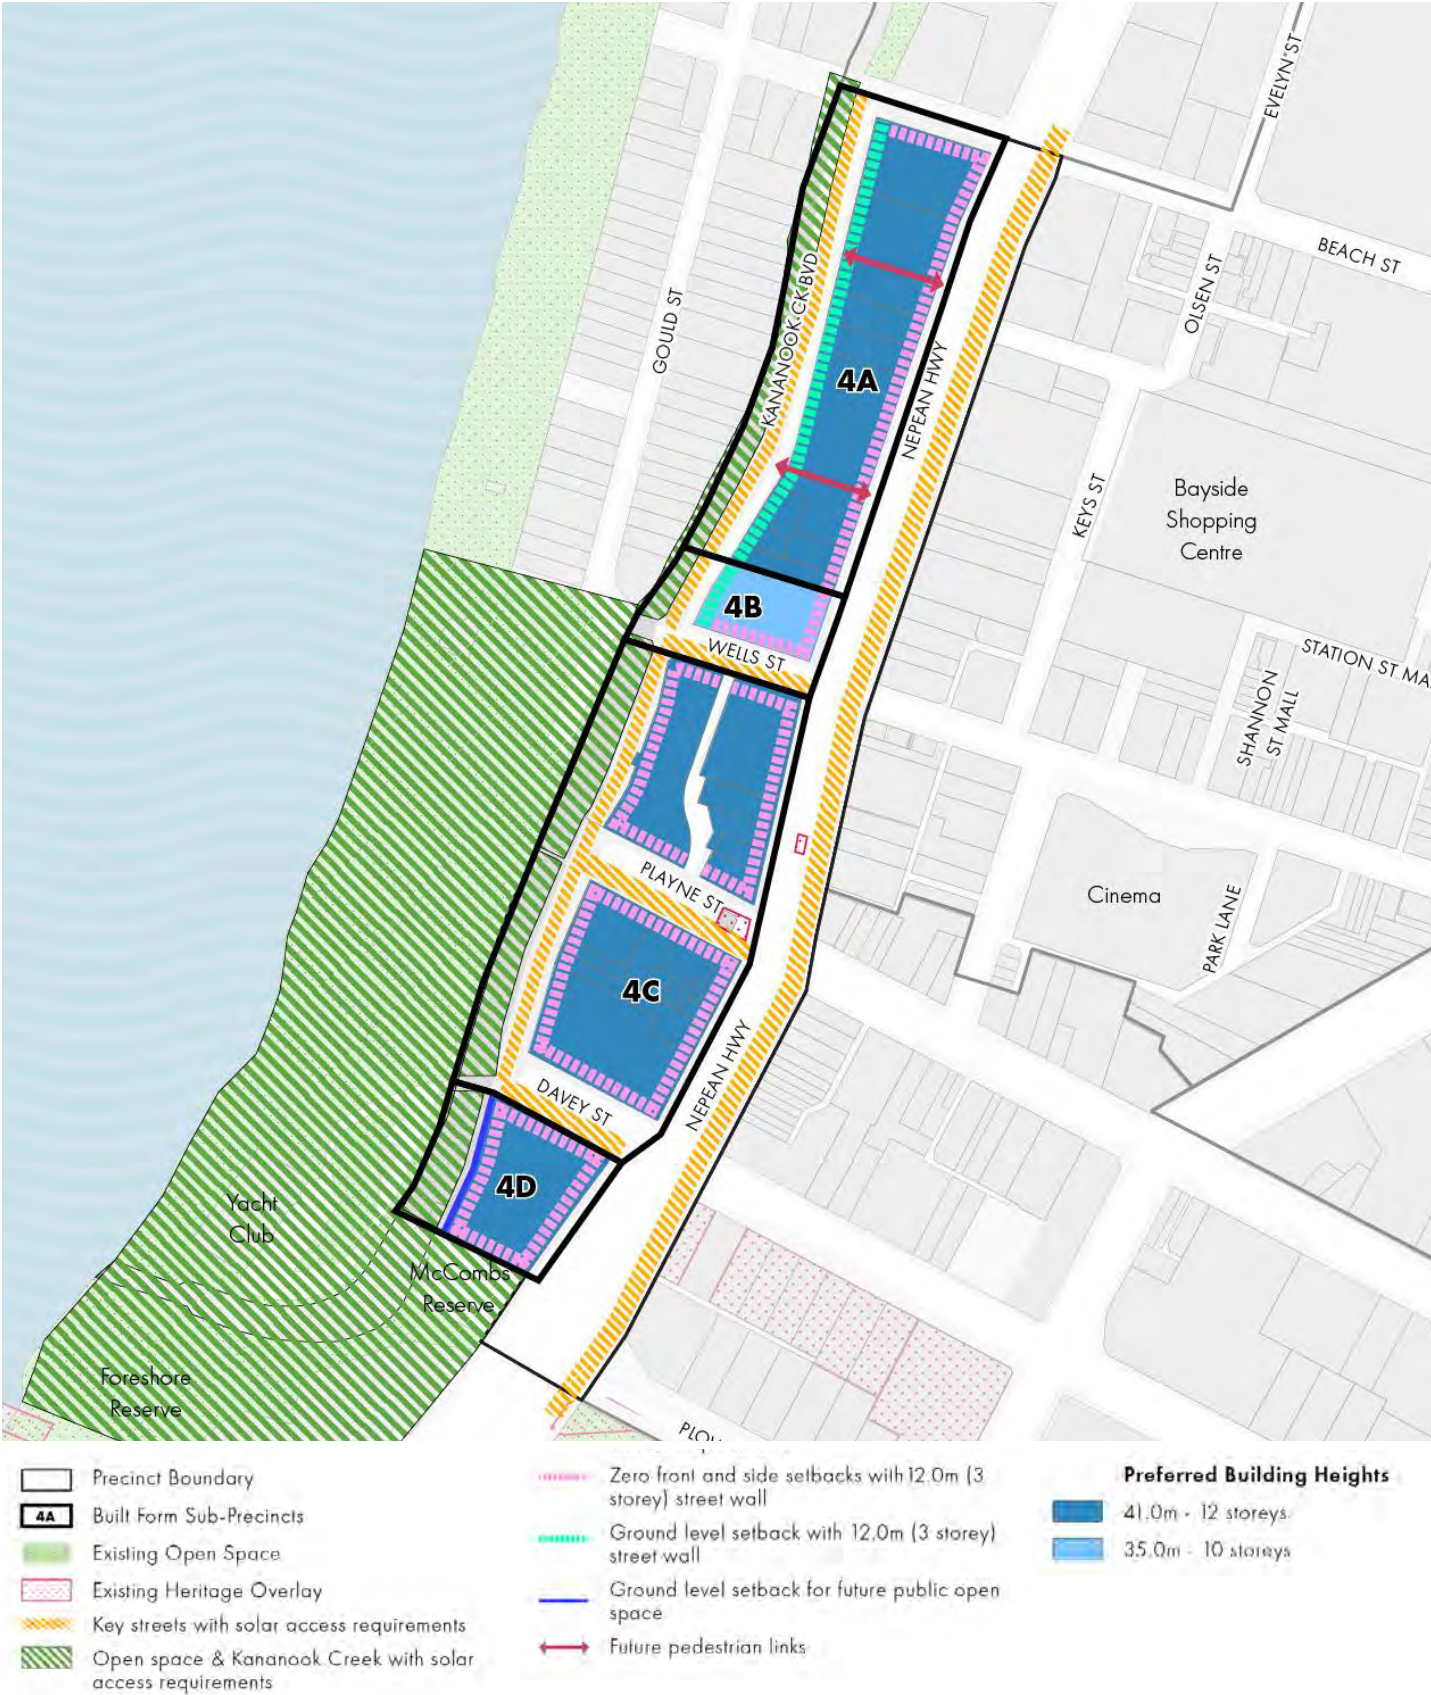 EVELYN ST
BEACH ST
OLSEN ST
GOULD ST
KANANOOK CK BVD
4A
NEPEAN HWY
KEYS ST
Bayside
Shopping
Centre
4B
WELLS ST
STATION ST MA
SHANNON
ST MALL
PLAYNE ST
Cinema
PARK LANE
4C
NEPEAN HWY
DAVEY ST
4D
Yacht
Club
McCombs
Reserve
Foreshore
Reserve
Precinct Boundary
4A Built Form Sub-Precincts
Existing Open Space
Existing Heritage Overlay
Key streets with solar access requirements
Open space & Kananook Creek with solar
access requirements
Zero front and side setbacks with 12.0m (3
storey) street wall
Ground level setback with 12.0m (3 storey)
street wall
Ground level setback for future public open
space
Future pedestrian links
Preferred Building Heights
41.0m - 12 storeys
35.0m - 10 storeys